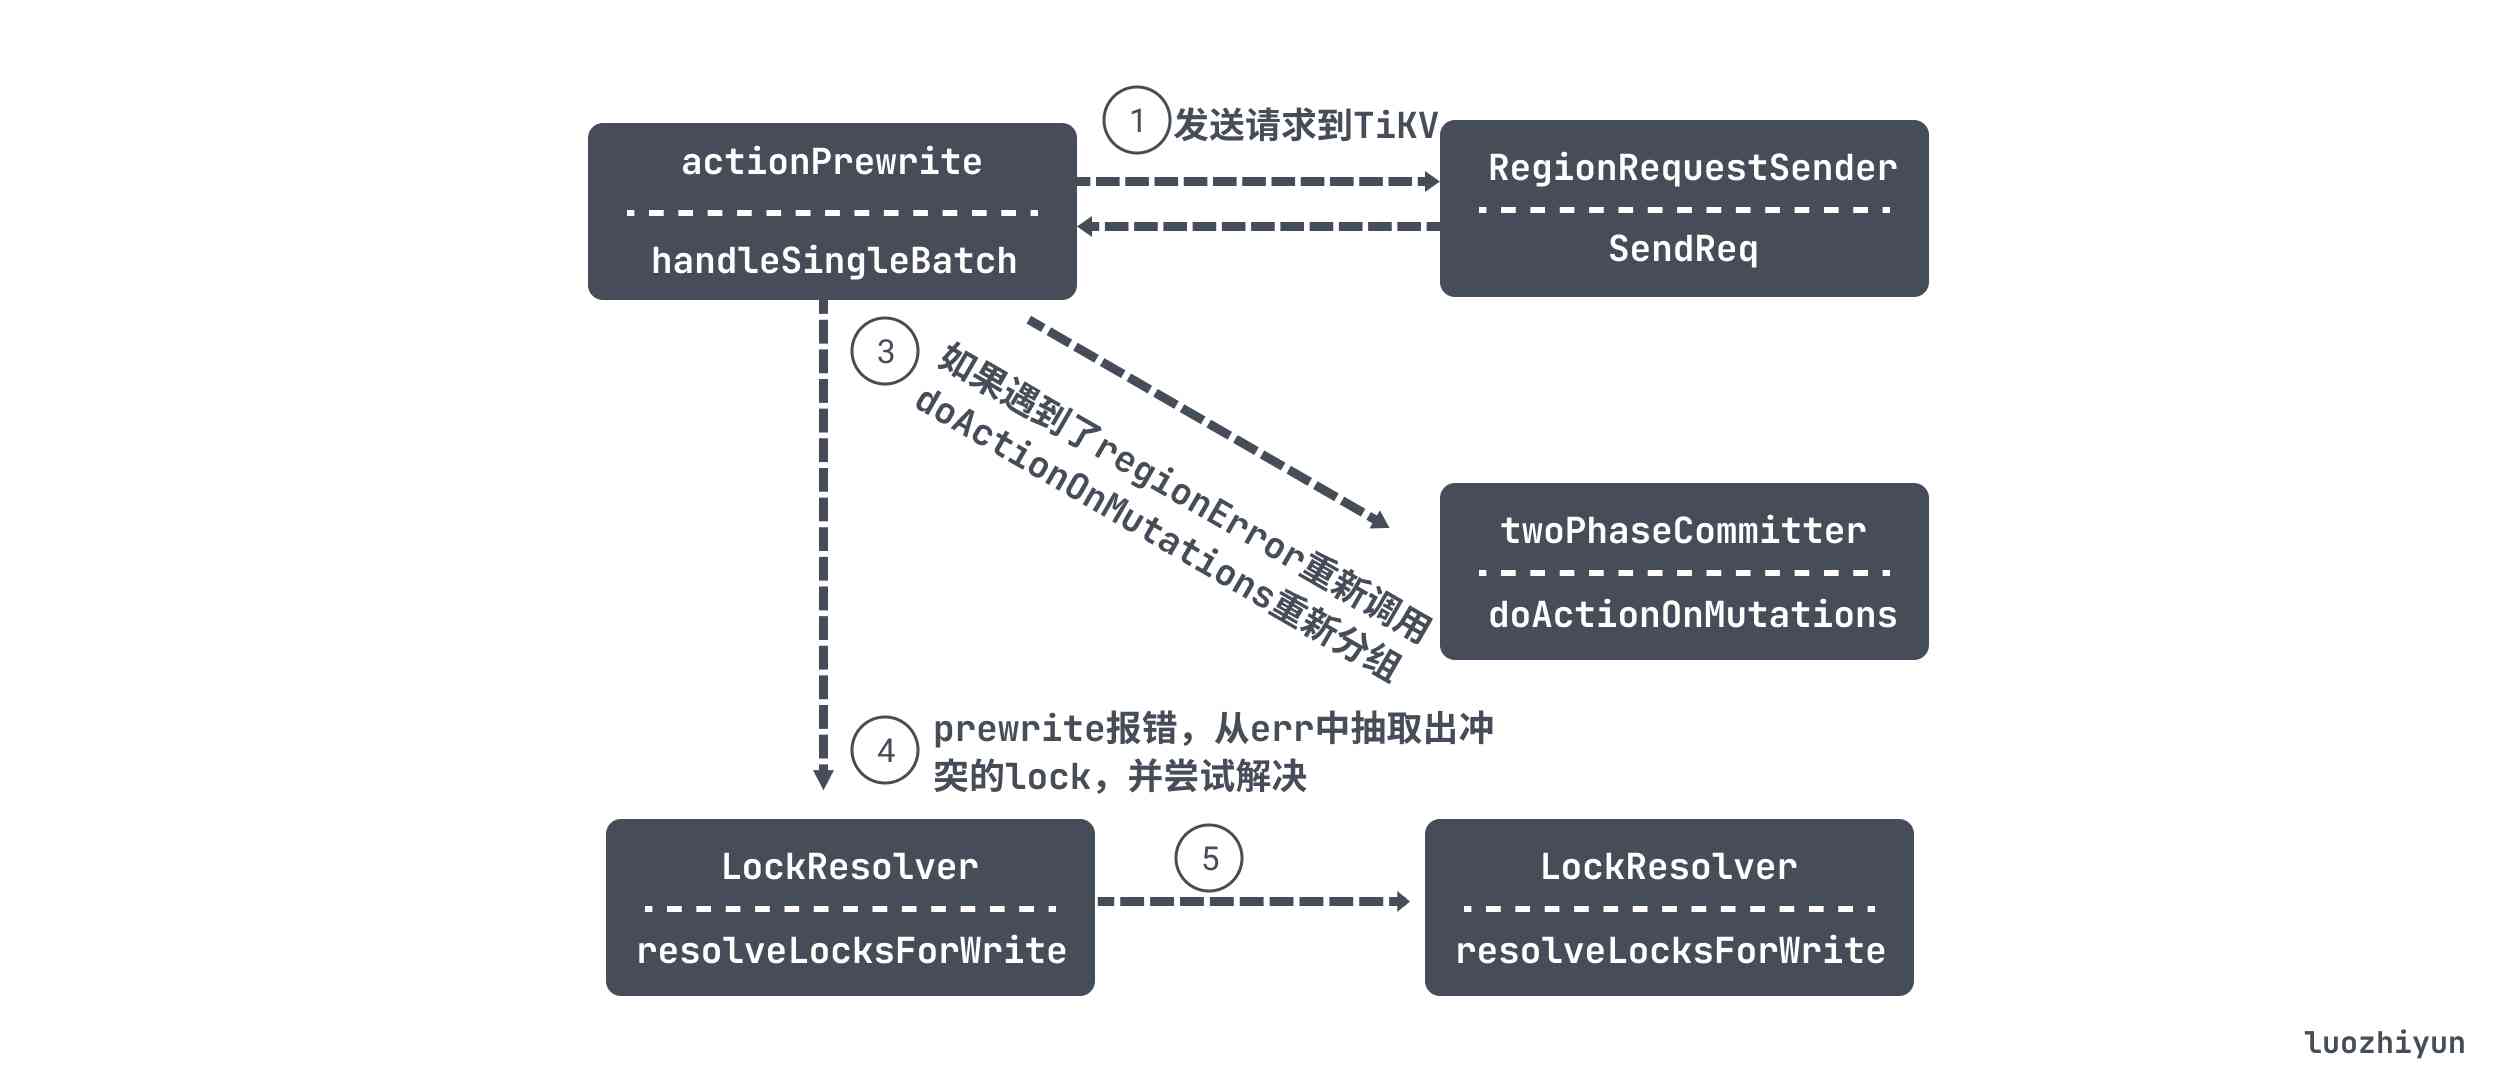 1
发送请求到TiKV
actionPrewrite
handleSingleBatch
RegionRequestSender
SendReq
3
如果遇到了regionError重新调用
doActionOnMutations重新分组
twoPhaseCommitter
doActionOnMutations
4
prewrite报错，从err中抽取出冲
突的lock，并尝试解决
LockResolver
resolveLocksForWrite
5
LockResolver
resolveLocksForWrite
luozhiyun